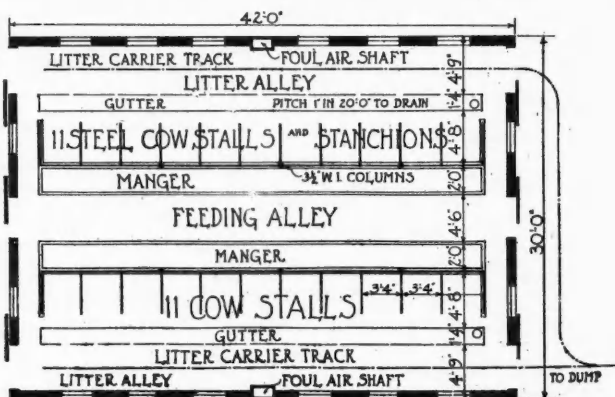 42'-0"
LITTER CARRIER TRACK FOUL AIR SHAFT
LITTER ALLEY
4'-9"
GUTTER PITCH 1" IN 20'-0" TO DRAIN
1'-4"
11 STEEL COW STALLS AND STANCHIONS
4'-8"
MANGER 3½" W.I. COLUMNS
2'-0"
FEEDING ALLEY
4'-6"
30'-0"
MANGER
2'-0"
3'-4" 3'-4"
11 COW STALLS
4'-8"
GUTTER
1'-4"
LITTER CARRIER TRACK
4'-9"
TO DUMP
LITTER ALLEY FOUL AIR SHAFT